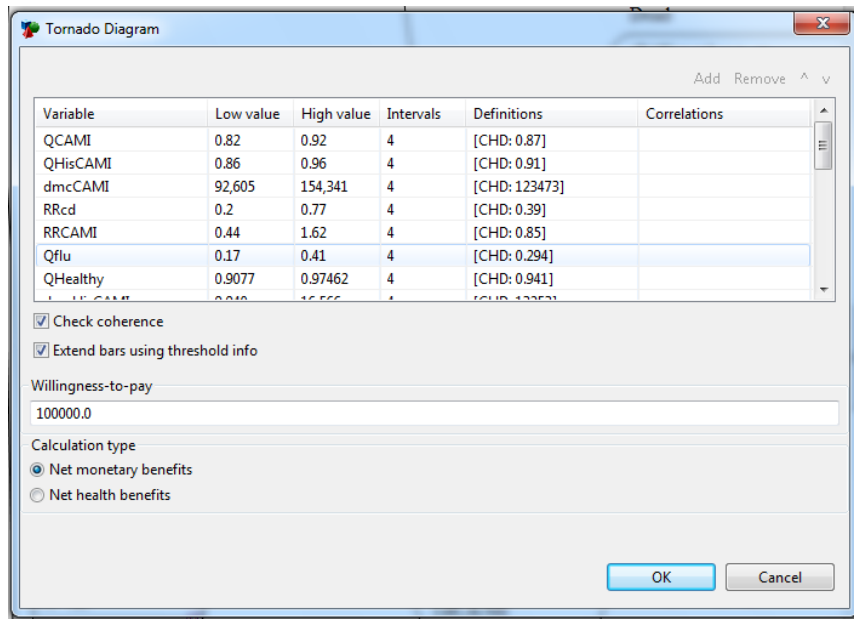 Tornado Diagram
Add Remove ^ v
Variable Low value High value Intervals Definitions Correlations
QCAMI 0.82 0.92 4 [CHD: 0.87]
QHisCAMI 0.86 0.96 4 [CHD: 0.91]
dmcCAMI 92,605 154,341 4 [CHD: 123473]
RRcd 0.2 0.77 4 [CHD: 0.39]
RRCAMI 0.44 1.62 4 [CHD: 0.85]
Qflu 0.17 0.41 4 [CHD: 0.294]
QHealthy 0.9077 0.97462 4 [CHD: 0.941]
Check coherence
Extend bars using threshold info
Willingness-to-pay
100000.0
Calculation type
Net monetary benefits
Net health benefits
OK Cancel